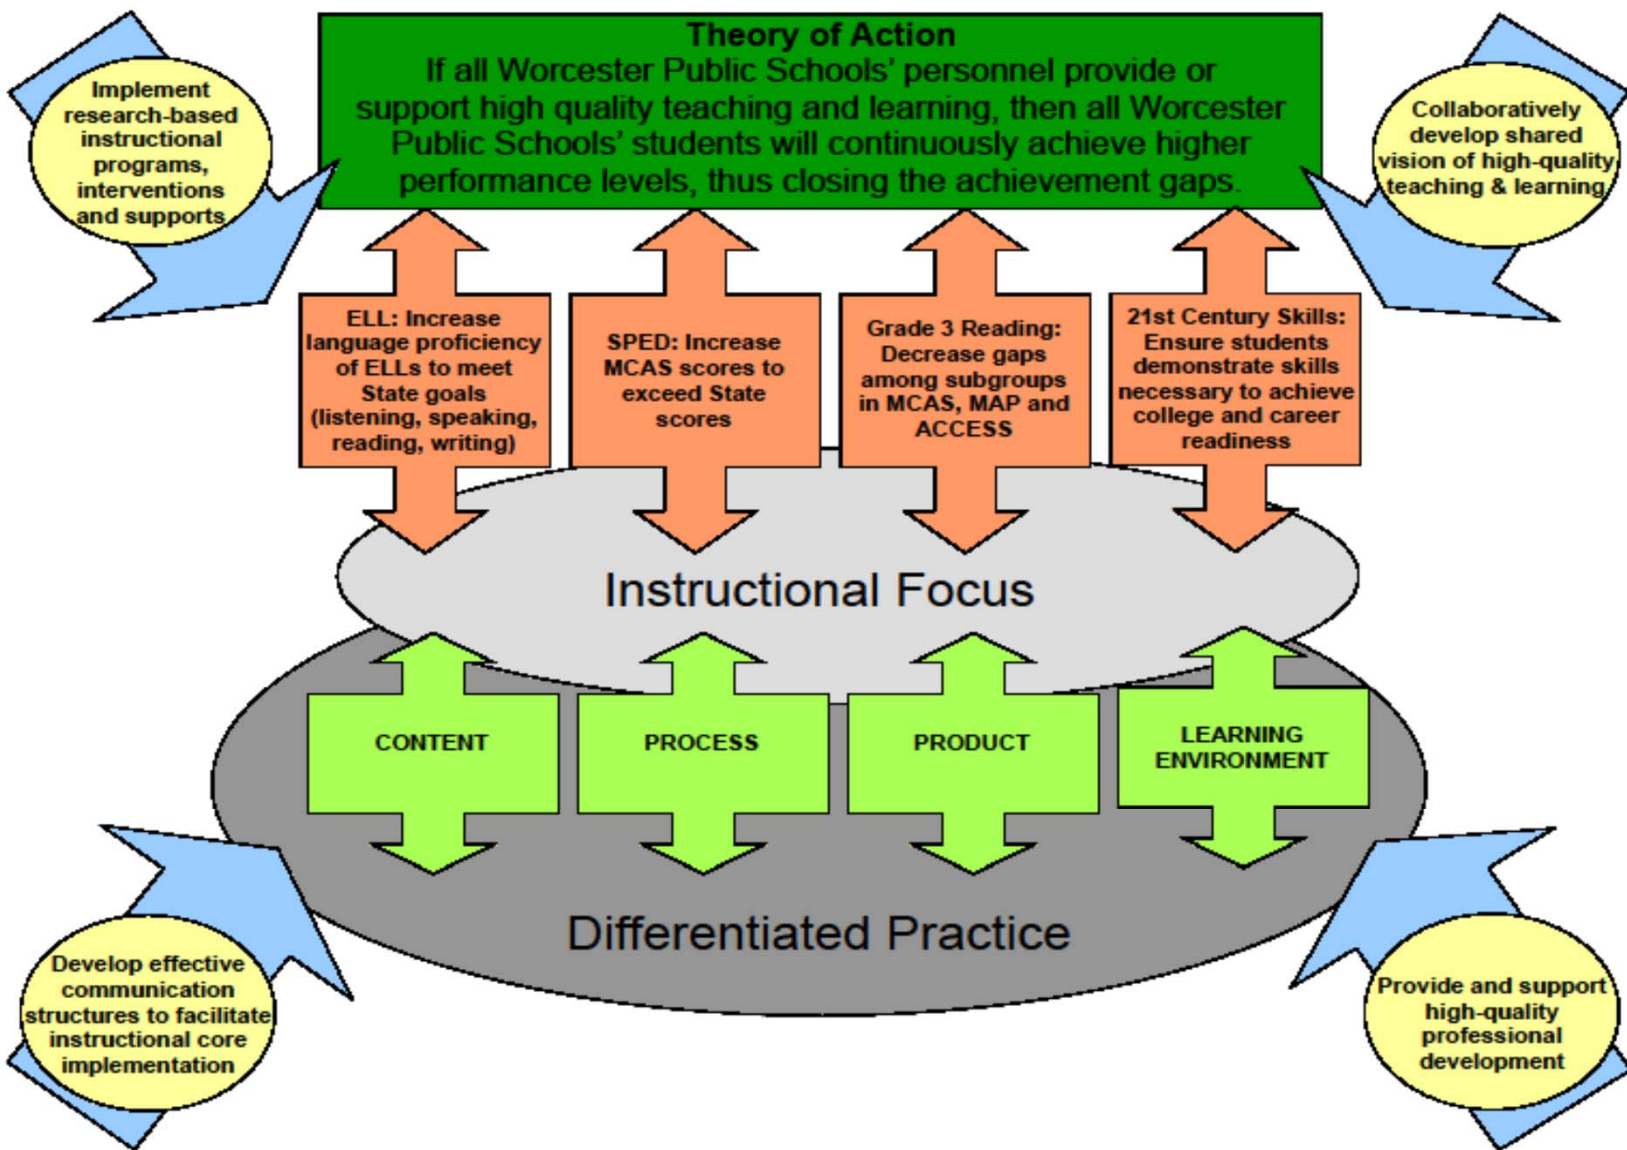 Theory of Action
If all Worcester Public Schools' personnel provide or
support high quality teaching and learning, then all Worcester
Public Schools' students will continuously achieve higher
performance levels, thus closing the achievement gaps.
Implement
research-based
instructional
programs,
interventions
and supports
Collaboratively
develop shared
vision of high-quality
teaching & learning
ELL: Increase
language proficiency
of ELLs to meet
State goals
(listening, speaking,
reading, writing)
SPED: Increase
MCAS scores to
exceed State
scores
Grade 3 Reading:
Decrease gaps
among subgroups
in MCAS, MAP and
ACCESS
21st Century Skills:
Ensure students
demonstrate skills
necessary to achieve
college and career
readiness
Instructional Focus
CONTENT
PROCESS
PRODUCT
LEARNING
ENVIRONMENT
Differentiated Practice
Develop effective
communication
structures to facilitate
instructional core
implementation
Provide and support
high-quality
professional
development